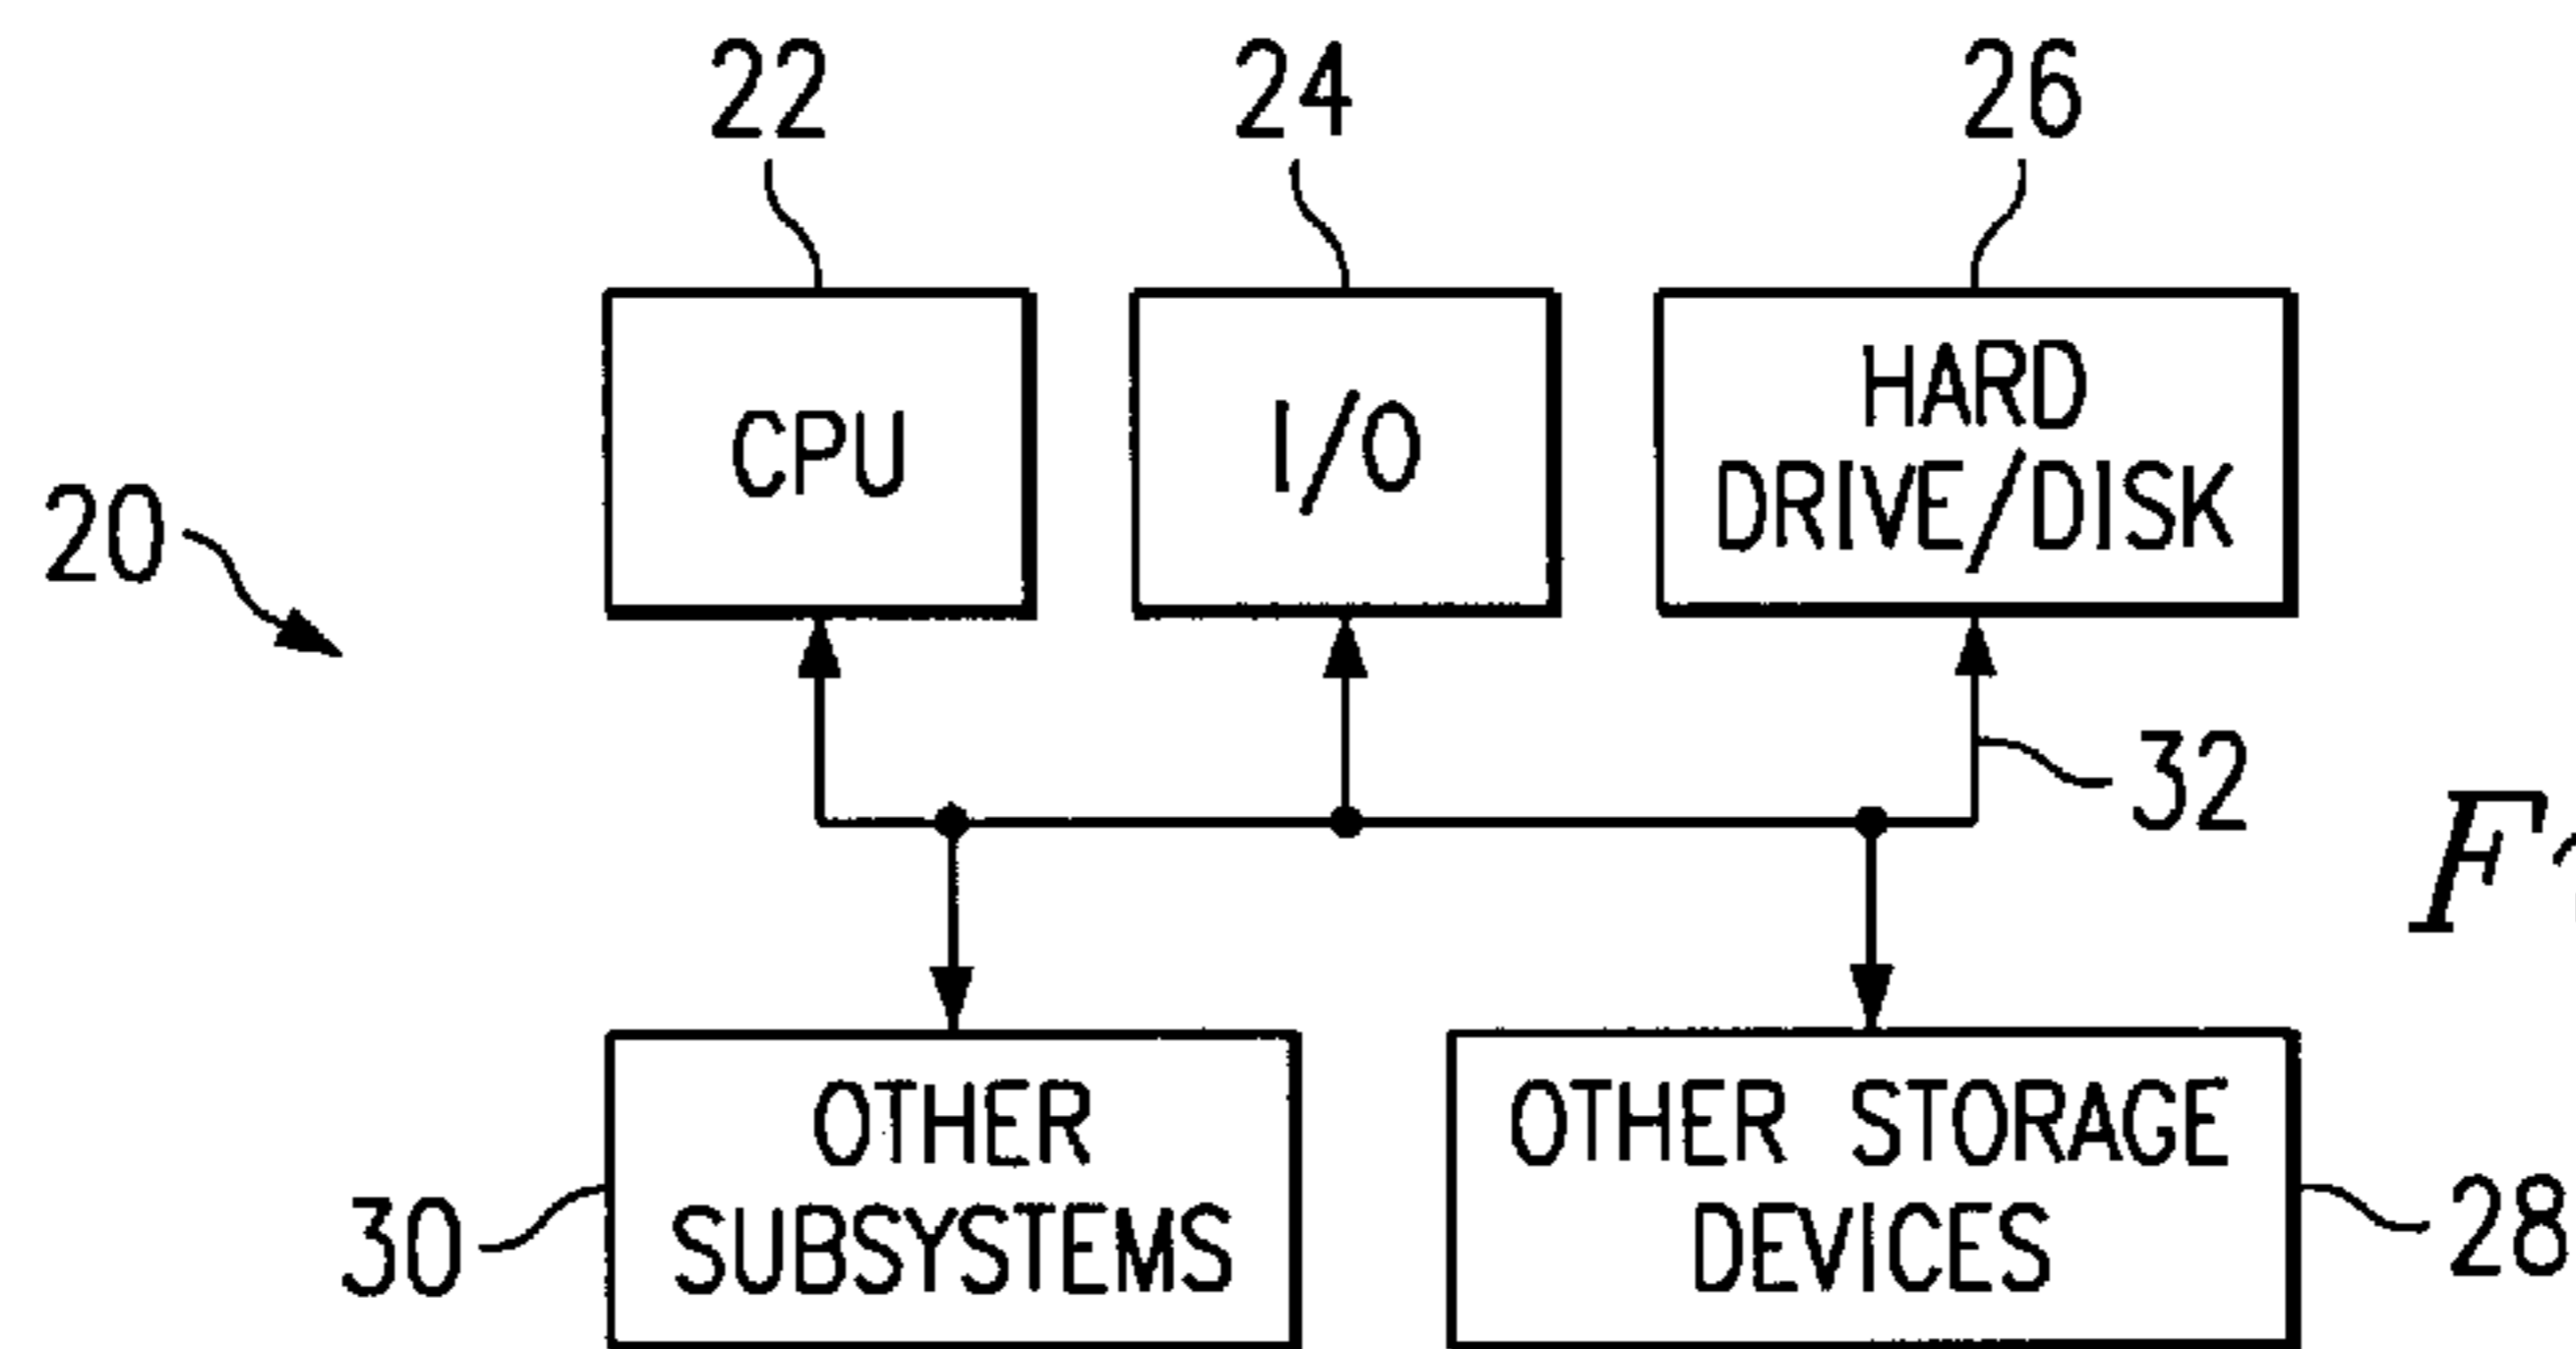 22
24
26
CPU
I/O
HARD
DRIVE/DISK
20
32
OTHER
SUBSYSTEMS
30
OTHER STORAGE
DEVICES
28